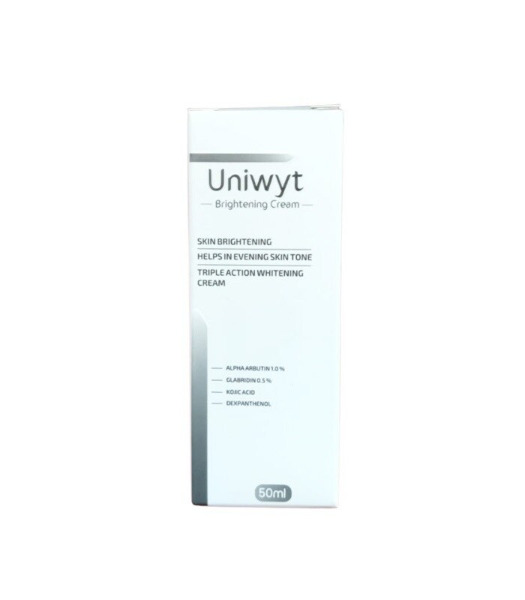 Uniwyt
Brightening Cream
SKIN BRIGHTENING
HELPS IN EVENING SKIN TONE
TRIPLE ACTION WHITENING
CREAM
ALPHA ARBUTIN 1.0 %
GLABRIDIN 0.5 %
KOJIC ACID
DEXPANTHENOL
50ml